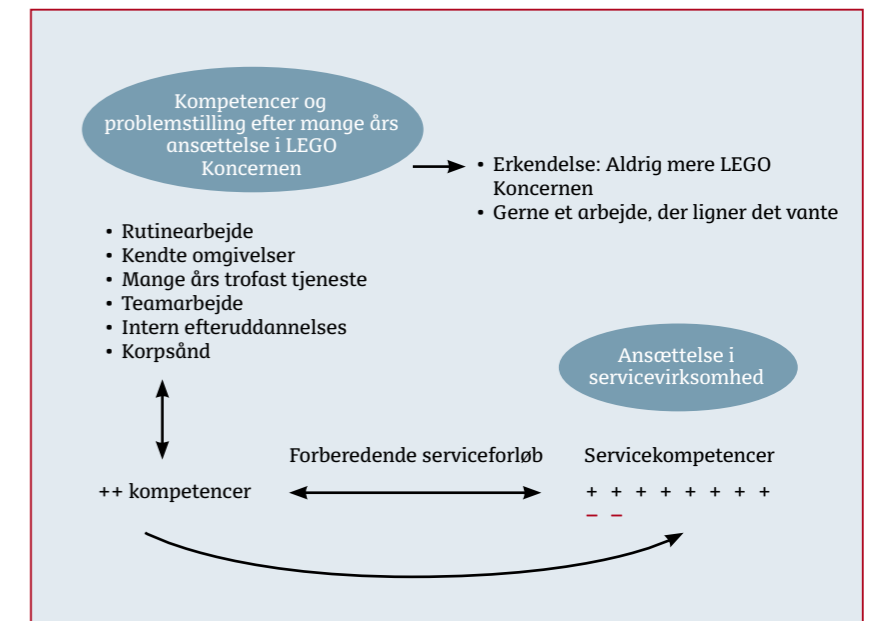 Kompetencer og
problemstilling efter mange års
ansættelse i LEGO
Koncernen
• Erkendelse: Aldrig mere LEGO
Koncernen
• Gerne et arbejde, der ligner det vante
• Rutinearbejde
• Kendte omgivelser
• Mange års trofast tjeneste
• Teamarbejde
• Intern efteruddannelses
• Korpsånd
Ansættelse i
servicevirksomhed
Forberedende serviceforløb
Servicekompetencer
++ kompetencer
+ + + + + + + +
– –